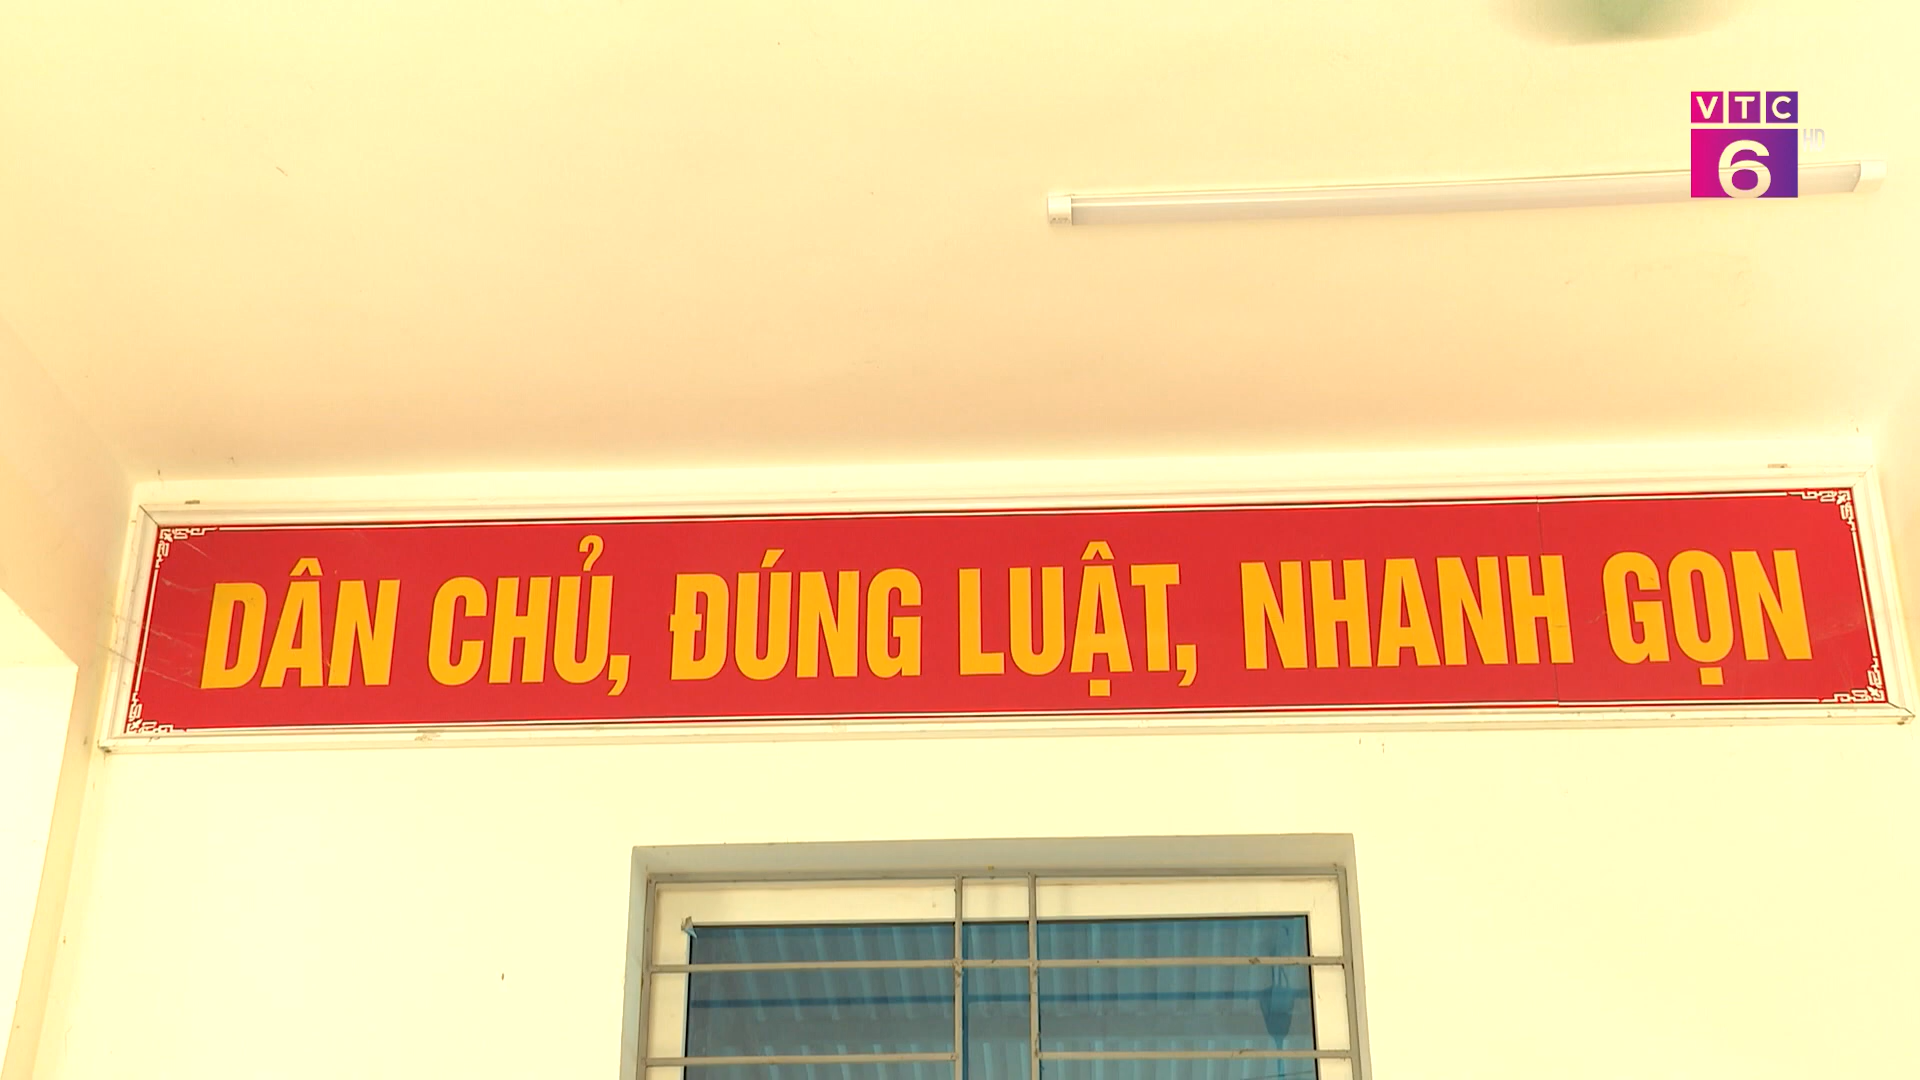 VTC
6
HD
DÂN CHỦ, ĐÚNG LUẬT, NHANH GỌN